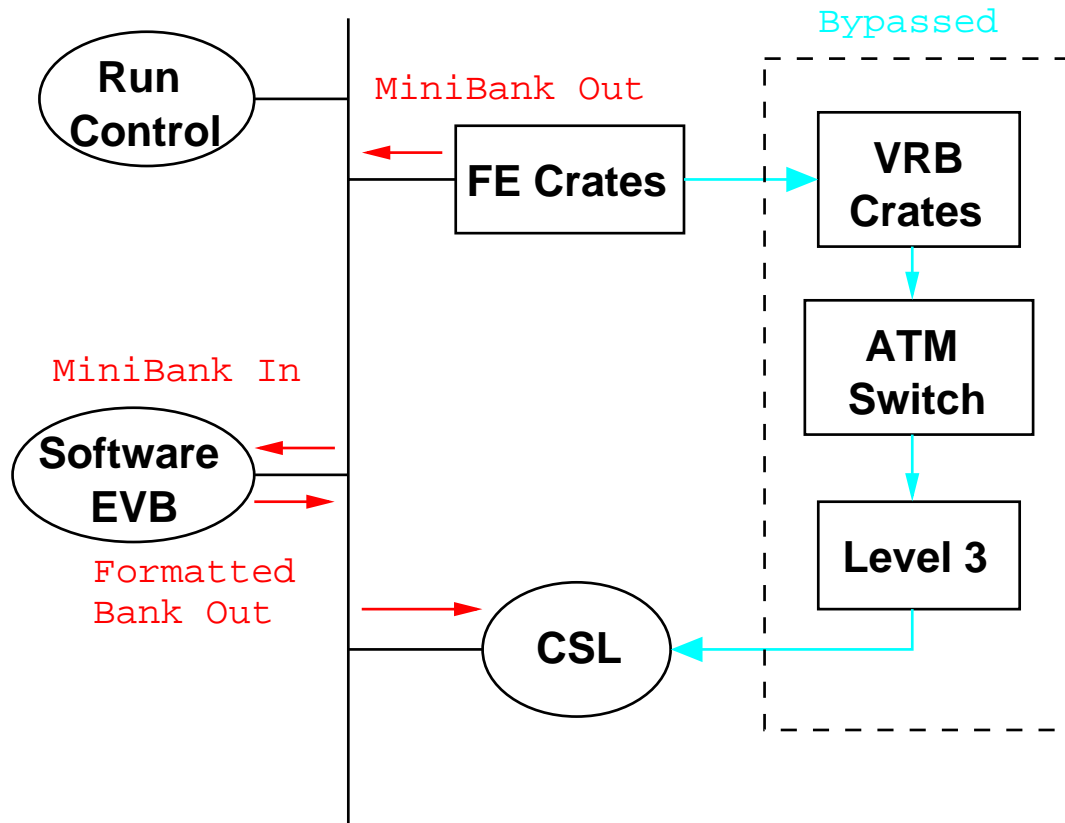 Bypassed
Run
Control
MiniBank Out
FE Crates
VRB
Crates
ATM
Switch
MiniBank In
Software
EVB
Formatted
Bank Out
Level 3
CSL